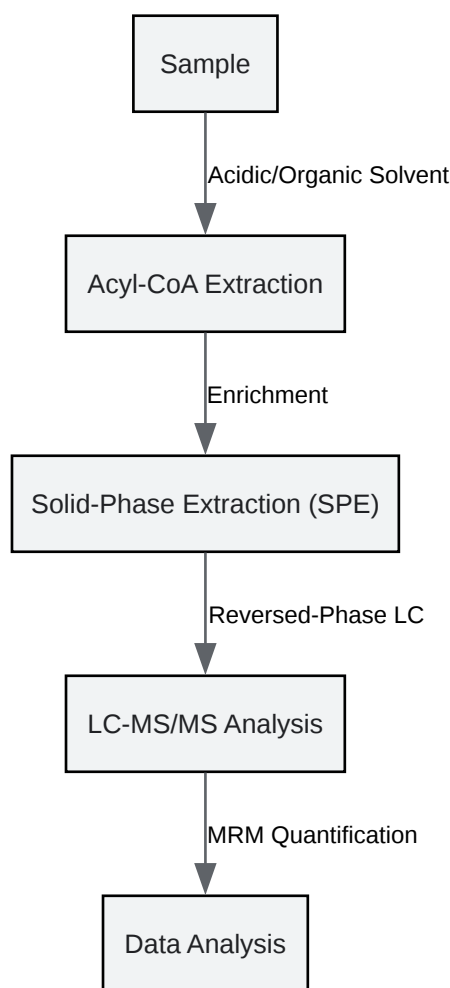 Sample
Acidic/Organic Solvent
Acyl-CoA Extraction
Enrichment
Solid-Phase Extraction (SPE)
Reversed-Phase LC
LC-MS/MS Analysis
MRM Quantification
Data Analysis